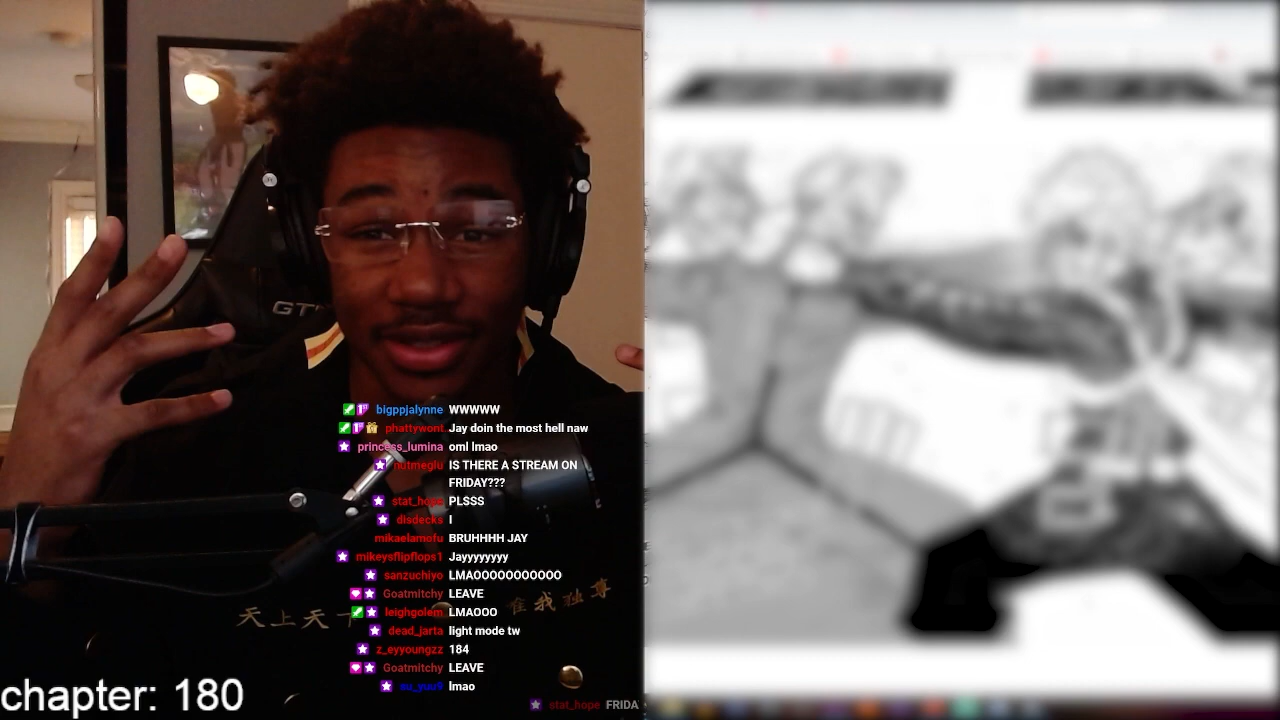 GT
bigppjalynne WWWWW
phattywont Jay doin the most hell naw
princess_lumina oml lmao
nutmeglu IS THERE A STREAM ON
FRIDAY???
stat_hope PLSSS
disdecks I
mikaelamofu BRUHHHH JAY
mikeysflipflops1 Jayyyyyyyy
sanzuchiyo LMAOOOOOOOOOOO
Goatmitchy LEAVE
leighgolem LMAOOO
dead_jarta light mode tw
z_eyyoungzz 184
Goatmitchy LEAVE
lmao
stat_hope FRIDA
天上天下 唯我独尊
chapter: 180